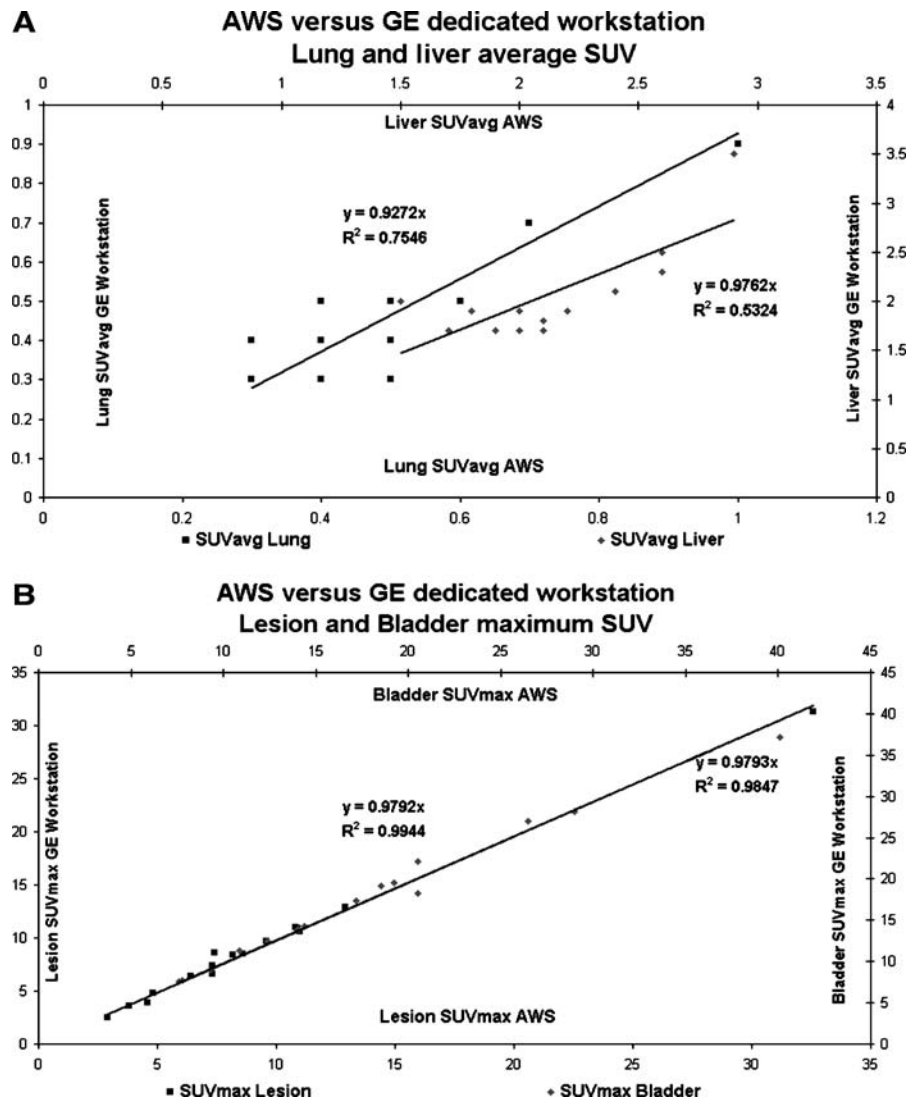 A
AWS versus GE dedicated workstation
Lung and liver average SUV
0 0.5 1 1.5 2 2.5 3 3.5
Liver SUVavg AWS
1
0.9
0.8
0.7
0.6
0.5
0.4
0.3
0.2
0.1
0
Lung SUVavg GE Workstation
y = 0.9272x
R² = 0.7546
y = 0.9762x
R² = 0.5324
4
3.5
3
2.5
2
1.5
1
0.5
0
Liver SUVavg GE Workstation
Lung SUVavg AWS
0 0.2 0.4 0.6 0.8 1 1.2
SUVavg Lung SUVavg Liver
B
AWS versus GE dedicated workstation
Lesion and Bladder maximum SUV
0 5 10 15 20 25 30 35 40 45
Bladder SUVmax AWS
35
30
25
20
15
10
5
0
Lesion SUVmax GE Workstation
y = 0.9792x
R² = 0.9944
y = 0.9793x
R² = 0.9847
45
40
35
30
25
20
15
10
5
0
Bladder SUVmax GE Workstation
Lesion SUVmax AWS
0 5 10 15 20 25 30 35
SUVmax Lesion SUVmax Bladder